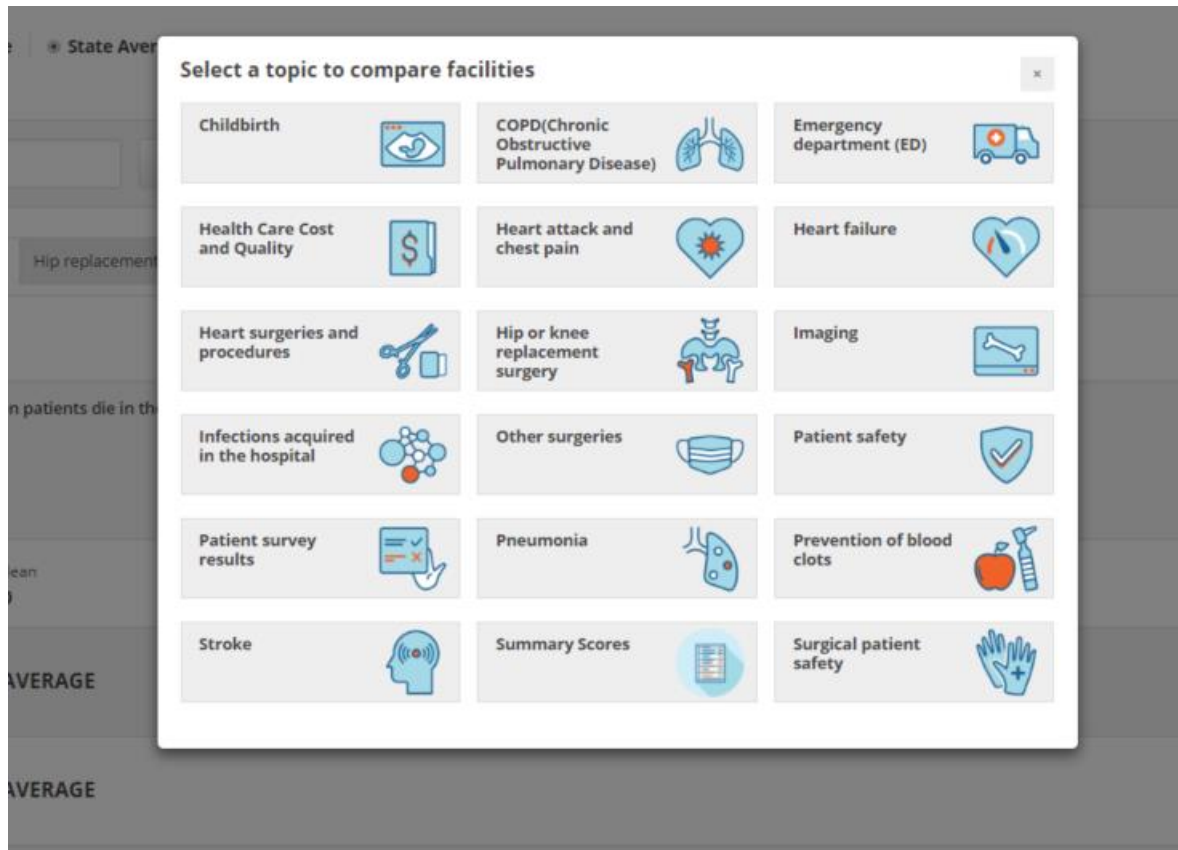 State Aver
Select a topic to compare facilities
×
Childbirth
COPD(Chronic
Obstructive
Pulmonary Disease)
Emergency
department (ED)
Health Care Cost
and Quality
$
Heart attack and
chest pain
Heart failure
Hip replacement
Heart surgeries and
procedures
Hip or knee
replacement
surgery
Imaging
n patients die in th
Infections acquired
in the hospital
Other surgeries
Patient safety
Patient survey
results
Pneumonia
Prevention of blood
clots
ean
Stroke
Summary Scores
Surgical patient
safety
AVERAGE
AVERAGE